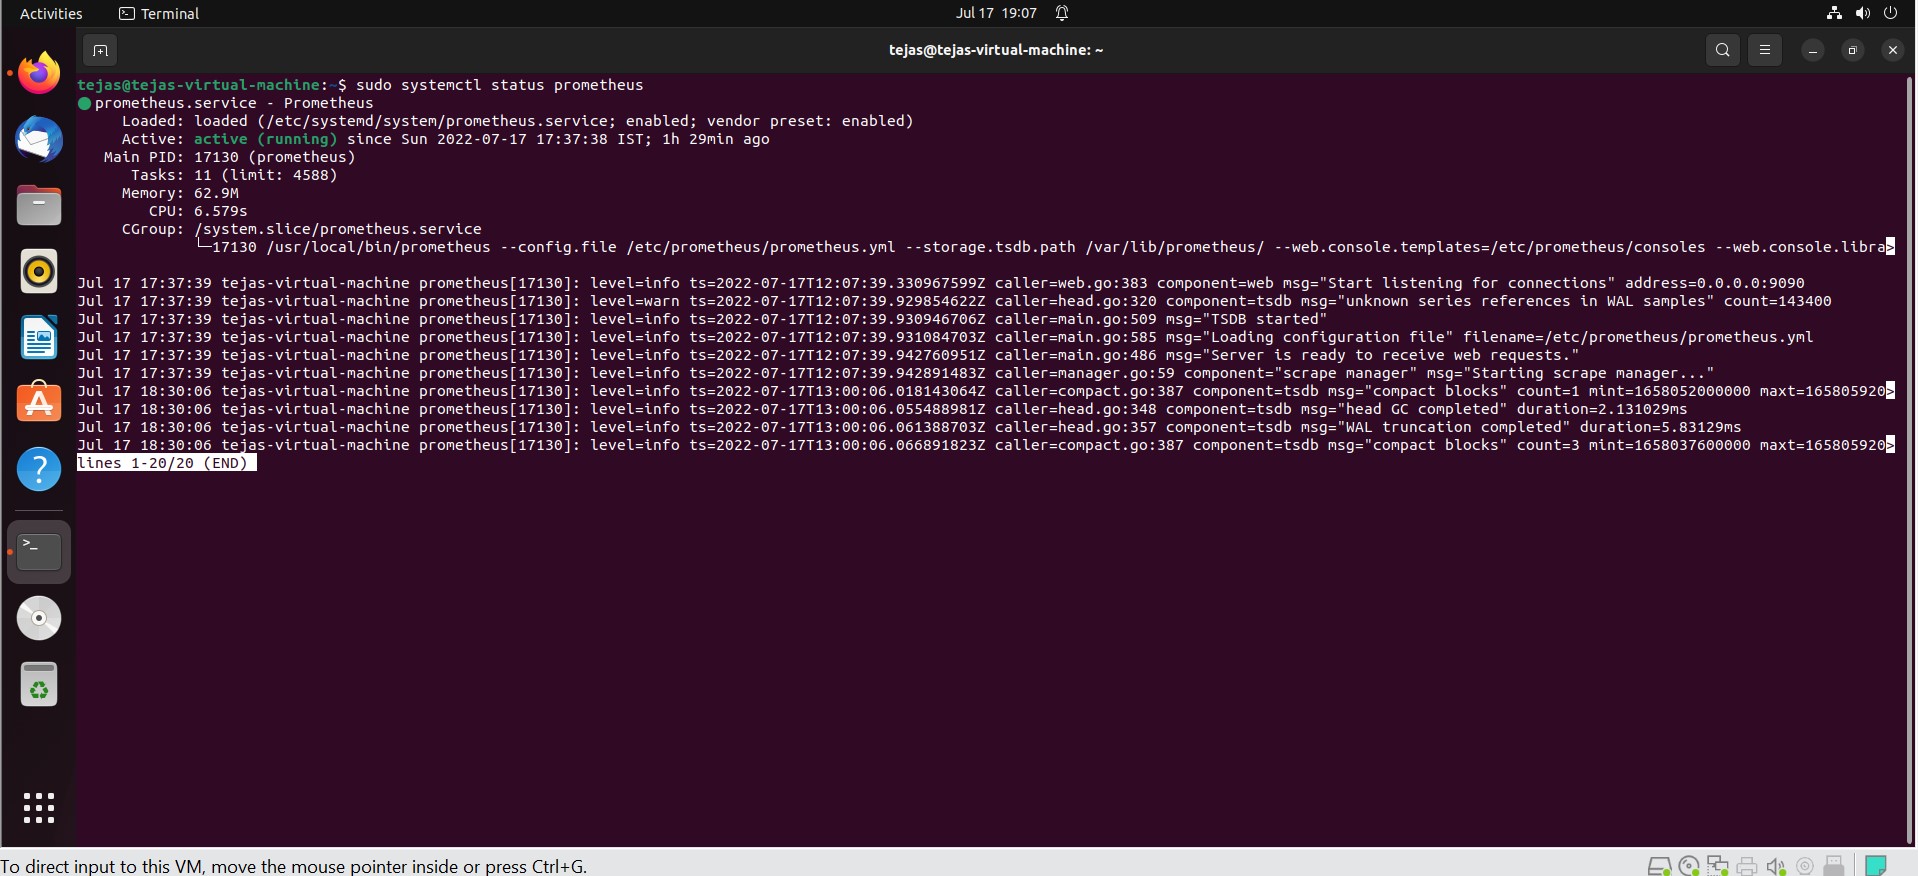 Activities Terminal Jul 17 19:07
tejas@tejas-virtual-machine: ~
tejas@tejas-virtual-machine:~$ sudo systemctl status prometheus
prometheus.service - Prometheus
Loaded: loaded (/etc/systemd/system/prometheus.service; enabled; vendor preset: enabled)
Active: active (running) since Sun 2022-07-17 17:37:38 IST; 1h 29min ago
Main PID: 17130 (prometheus)
Tasks: 11 (limit: 4588)
Memory: 62.9M
CPU: 6.579s
CGroup: /system.slice/prometheus.service
└─17130 /usr/local/bin/prometheus --config.file /etc/prometheus/prometheus.yml --storage.tsdb.path /var/lib/prometheus/ --web.console.templates=/etc/prometheus/consoles --web.console.libra>
Jul 17 17:37:39 tejas-virtual-machine prometheus[17130]: level=info ts=2022-07-17T12:07:39.330967599Z caller=web.go:383 component=web msg="Start listening for connections" address=0.0.0.0:9090
Jul 17 17:37:39 tejas-virtual-machine prometheus[17130]: level=warn ts=2022-07-17T12:07:39.929854622Z caller=head.go:320 component=tsdb msg="unknown series references in WAL samples" count=143400
Jul 17 17:37:39 tejas-virtual-machine prometheus[17130]: level=info ts=2022-07-17T12:07:39.930946706Z caller=main.go:509 msg="TSDB started"
Jul 17 17:37:39 tejas-virtual-machine prometheus[17130]: level=info ts=2022-07-17T12:07:39.931084703Z caller=main.go:585 msg="Loading configuration file" filename=/etc/prometheus/prometheus.yml
Jul 17 17:37:39 tejas-virtual-machine prometheus[17130]: level=info ts=2022-07-17T12:07:39.942760951Z caller=main.go:486 msg="Server is ready to receive web requests."
Jul 17 17:37:39 tejas-virtual-machine prometheus[17130]: level=info ts=2022-07-17T12:07:39.942891483Z caller=manager.go:59 component="scrape manager" msg="Starting scrape manager..."
Jul 17 18:30:06 tejas-virtual-machine prometheus[17130]: level=info ts=2022-07-17T13:00:06.018143064Z caller=compact.go:387 component=tsdb msg="compact blocks" count=1 mint=1658052000000 maxt=165805920>
Jul 17 18:30:06 tejas-virtual-machine prometheus[17130]: level=info ts=2022-07-17T13:00:06.055488981Z caller=head.go:348 component=tsdb msg="head GC completed" duration=2.131029ms
Jul 17 18:30:06 tejas-virtual-machine prometheus[17130]: level=info ts=2022-07-17T13:00:06.061388703Z caller=head.go:357 component=tsdb msg="WAL truncation completed" duration=5.83129ms
Jul 17 18:30:06 tejas-virtual-machine prometheus[17130]: level=info ts=2022-07-17T13:00:06.066891823Z caller=compact.go:387 component=tsdb msg="compact blocks" count=3 mint=1658037600000 maxt=165805920>
lines 1-20/20 (END)
To direct input to this VM, move the mouse pointer inside or press Ctrl+G.